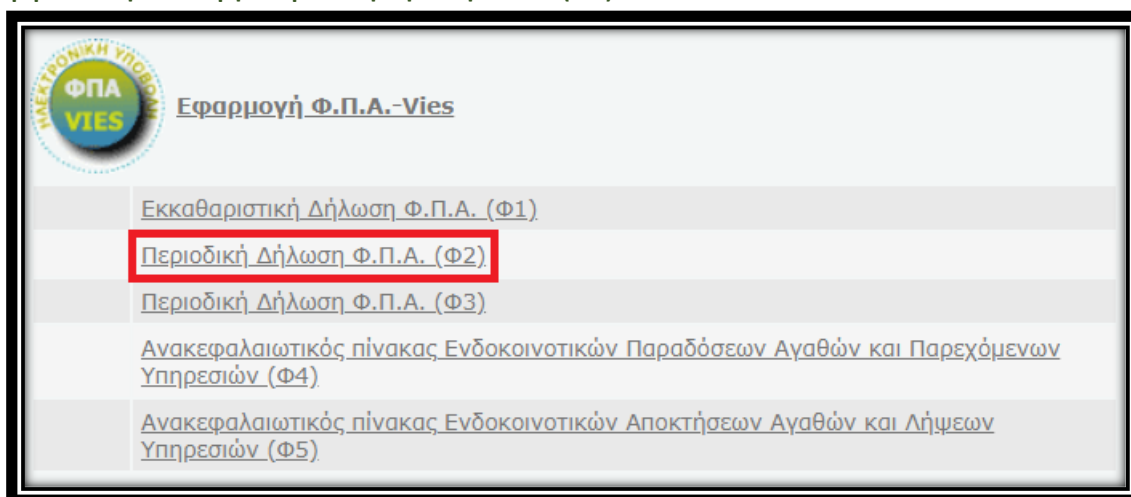 ΗΛΕΚΤΡΟΝΙΚΗ ΥΠΟΒΟΛΗ
ΦΠΑ
VIES
Εφαρμογή Φ.Π.Α.-Vies
Εκκαθαριστική Δήλωση Φ.Π.Α. (Φ1)
Περιοδική Δήλωση Φ.Π.Α. (Φ2)
Περιοδική Δήλωση Φ.Π.Α. (Φ3)
Ανακεφαλαιωτικός πίνακας Ενδοκοινοτικών Παραδόσεων Αγαθών και Παρεχόμενων
Υπηρεσιών (Φ4)
Ανακεφαλαιωτικός πίνακας Ενδοκοινοτικών Αποκτήσεων Αγαθών και Λήψεων
Υπηρεσιών (Φ5)